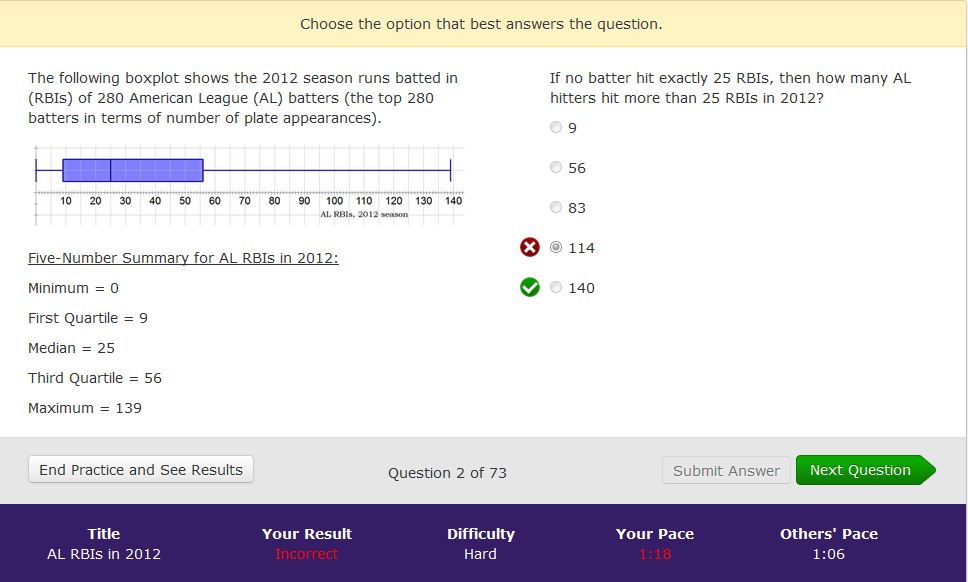 Choose the option that best answers the question.
The following boxplot shows the 2012 season runs batted in
(RBIs) of 280 American League (AL) batters (the top 280
batters in terms of number of plate appearances).
10 20 30 40 50 60 70 80 90 100 110 120 130 140
AL RBIs, 2012 season
Five-Number Summary for AL RBIs in 2012:
Minimum = 0
First Quartile = 9
Median = 25
Third Quartile = 56
Maximum = 139
If no batter hit exactly 25 RBIs, then how many AL
hitters hit more than 25 RBIs in 2012?
9
56
83
114
140
End Practice and See Results
Question 2 of 73
Submit Answer
Next Question
Title Your Result Difficulty Your Pace Others' Pace
AL RBIs in 2012 Incorrect Hard 1:18 1:06